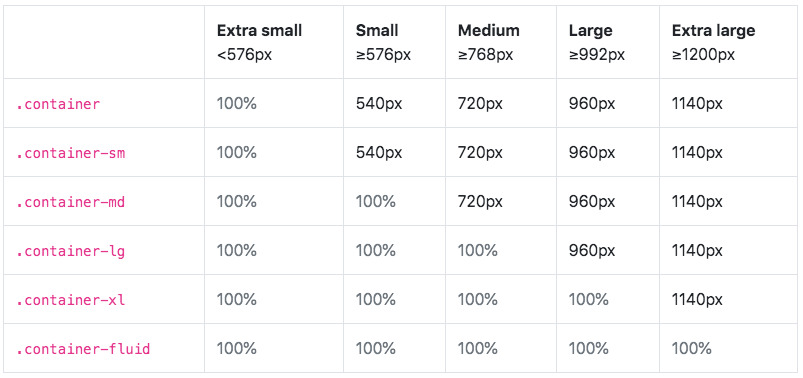 Extra small Small Medium Large Extra large
<576px ≥576px ≥768px ≥992px ≥1200px
.container 100% 540px 720px 960px 1140px
.container-sm 100% 540px 720px 960px 1140px
.container-md 100% 100% 720px 960px 1140px
.container-lg 100% 100% 100% 960px 1140px
.container-xl 100% 100% 100% 100% 1140px
.container-fluid 100% 100% 100% 100% 100%